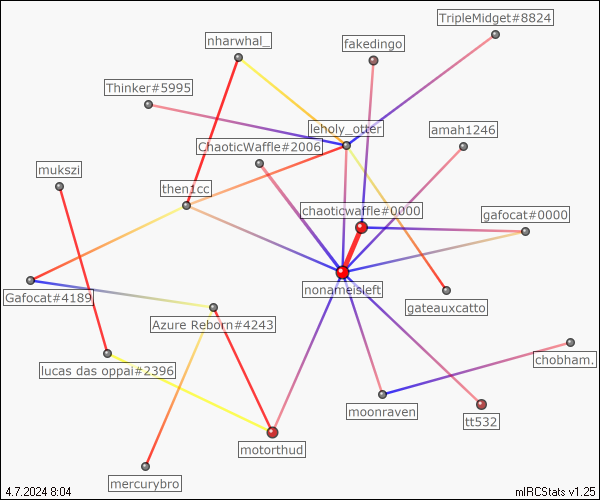 TripleMidget#8824
nharwhal_
fakedingo
Thinker#5995
leholy_otter
amah1246
ChaoticWaffle#2006
mukszi
then1cc
chaoticwaffle#0000
gafocat#0000
nonameisleft
Gafocat#4189
gateauxcatto
Azure Reborn#4243
chobham.
lucas das oppai#2396
moonraven
tt532
motorthud
mercurybro
4.7.2024 8:04
mIRCStats v1.25